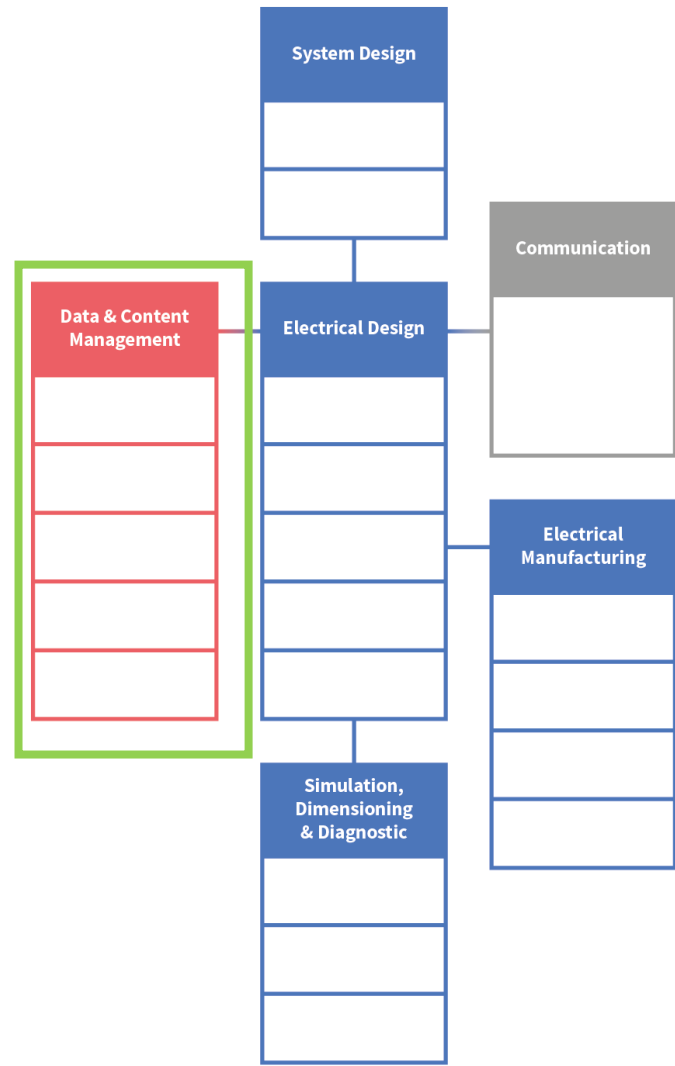 System Design
Communication
Data & Content
Management
Electrical Design
Electrical
Manufacturing
Simulation,
Dimensioning
& Diagnostic